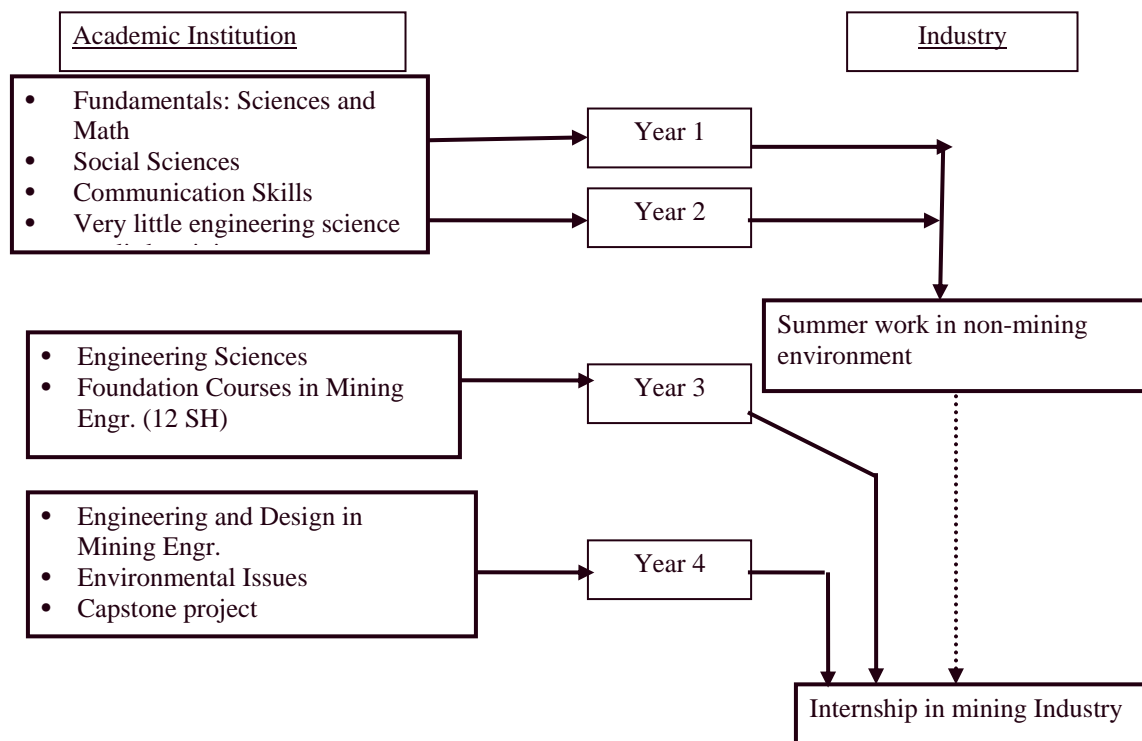 Academic Institution
Industry
• Fundamentals: Sciences and
Math
• Social Sciences
• Communication Skills
• Very little engineering science
Year 1
Year 2
Summer work in non-mining
environment
• Engineering Sciences
• Foundation Courses in Mining
Engr. (12 SH)
Year 3
• Engineering and Design in
Mining Engr.
• Environmental Issues
• Capstone project
Year 4
Internship in mining Industry